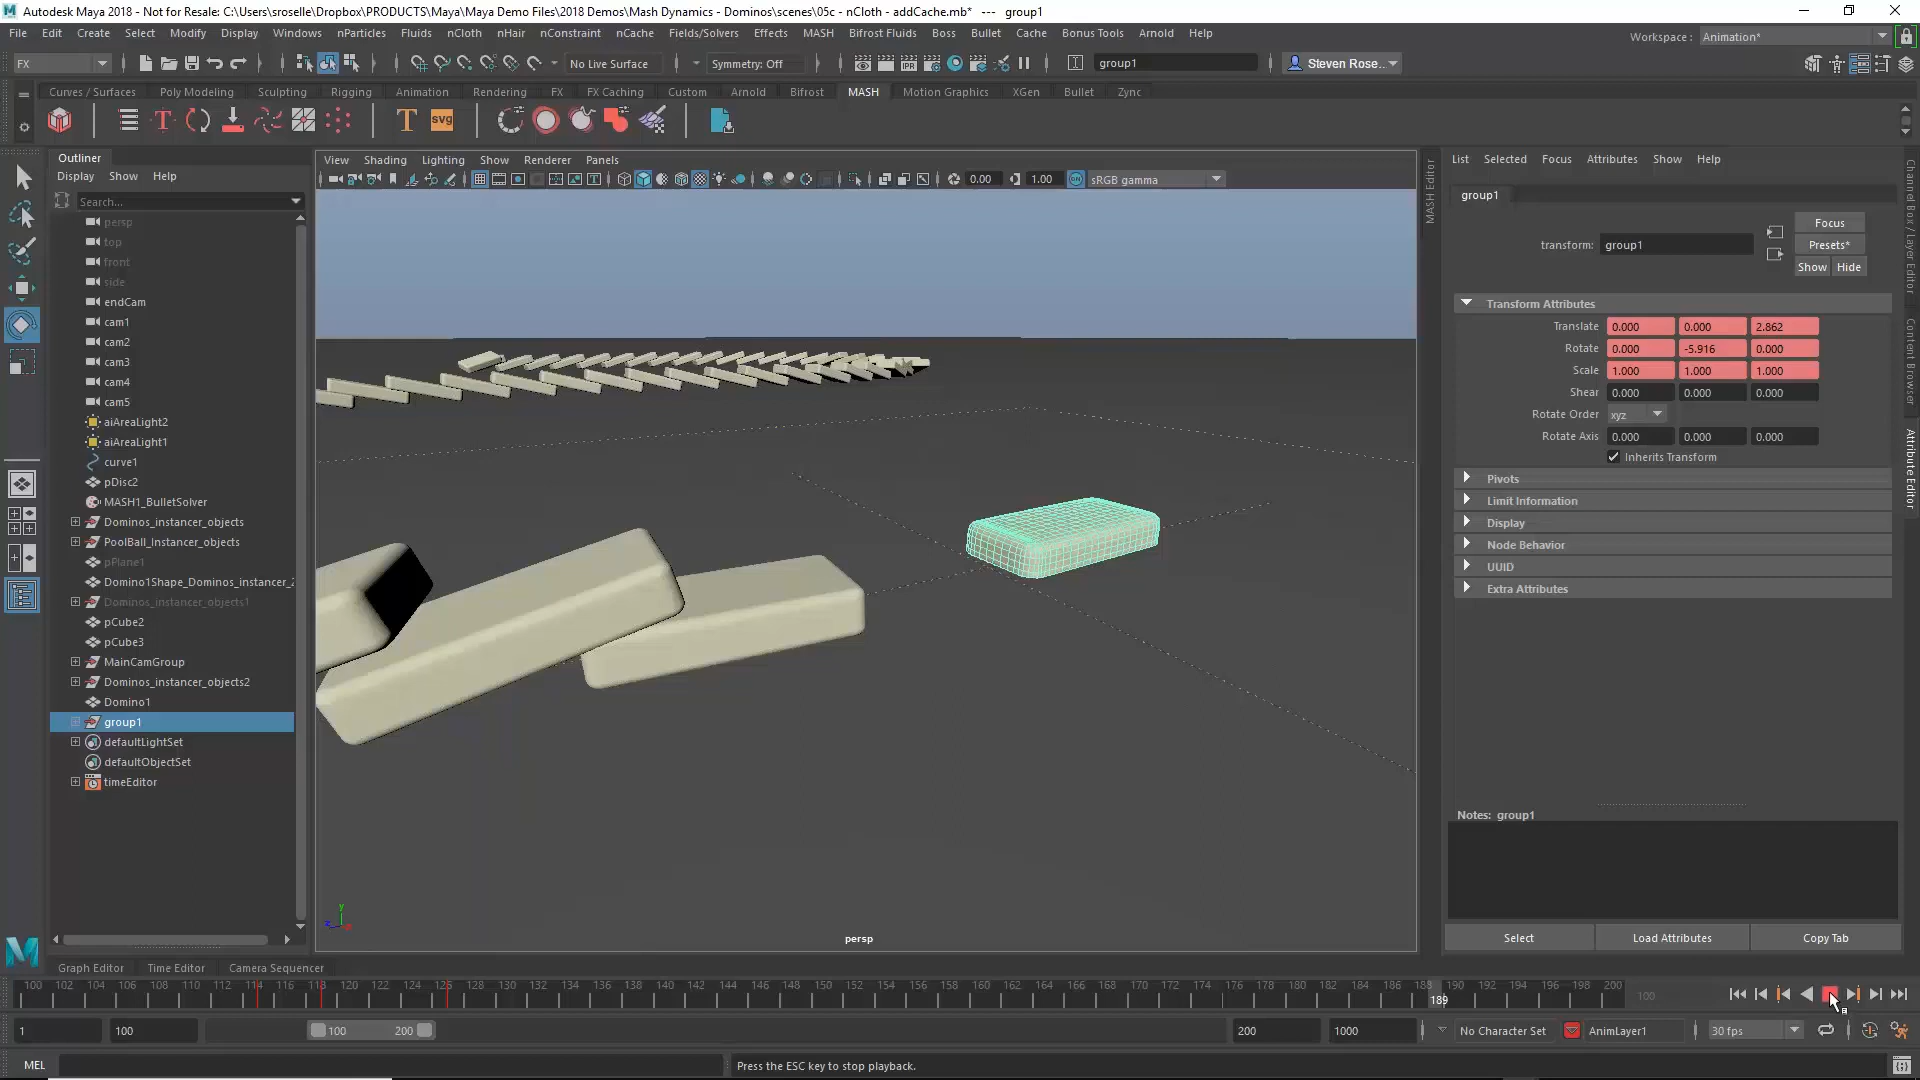 Autodesk Maya 2018 - Not for Resale: C:\Users\sroselle\Dropbox\PRODUCTS\Maya\Maya Demo Files\2018 Demos\Mash Dynamics - Dominos\scenes\05c - nCloth - addCache.mb* --- group1
File Edit Create Select Modify Display Windows nParticles Fluids nCloth nHair nConstraint nCache Fields/Solvers Effects MASH Bifrost Fluids Boss Bullet Cache Bonus Tools Arnold Help
Workspace : Animation*
FX No Live Surface Symmetry: Off group1 Steven Rose..
Curves / Surfaces Poly Modeling Sculpting Rigging Animation Rendering FX FX Caching Custom Arnold Bifrost MASH Motion Graphics XGen Bullet Zync
T T svg
Outliner
Display Show Help
Search...
persp
top
front
side
endCam
cam1
cam2
cam3
cam4
cam5
aiAreaLight2
aiAreaLight1
curve1
pDisc2
MASH1_BulletSolver
Dominos_instancer_objects
PoolBall_Instancer_objects
pPlane1
Domino1Shape_Dominos_instancer_2
Dominos_instancer_objects1
pCube2
pCube3
MainCamGroup
Dominos_instancer_objects2
Domino1
group1
defaultLightSet
defaultObjectSet
timeEditor
View Shading Lighting Show Renderer Panels
0.00 1.00 sRGB gamma
y
persp
MASH Editor
List Selected Focus Attributes Show Help
group1
transform: group1
Focus
Presets*
Show Hide
Transform Attributes
Translate 0.000 0.000 2.862
Rotate 0.000 -5.916 0.000
Scale 1.000 1.000 1.000
Shear 0.000 0.000 0.000
Rotate Order xyz
Rotate Axis 0.000 0.000 0.000
Inherits Transform
Pivots
Limit Information
Display
Node Behavior
UUID
Extra Attributes
Notes: group1
Select Load Attributes Copy Tab
Channel Box / Layer Editor
Content Browser
Attribute Editor
Graph Editor Time Editor Camera Sequencer
100 102 104 106 108 110 112 114 116 118 120 122 124 126 128 130 132 134 136 138 140 142 144 146 148 150 152 154 156 158 160 162 164 166 168 170 172 174 176 178 180 182 184 186 188 190 192 194 196 198 200
189
100
1 100 100 200 200 1000 No Character Set AnimLayer1 30 fps
MEL Press the ESC key to stop playback.